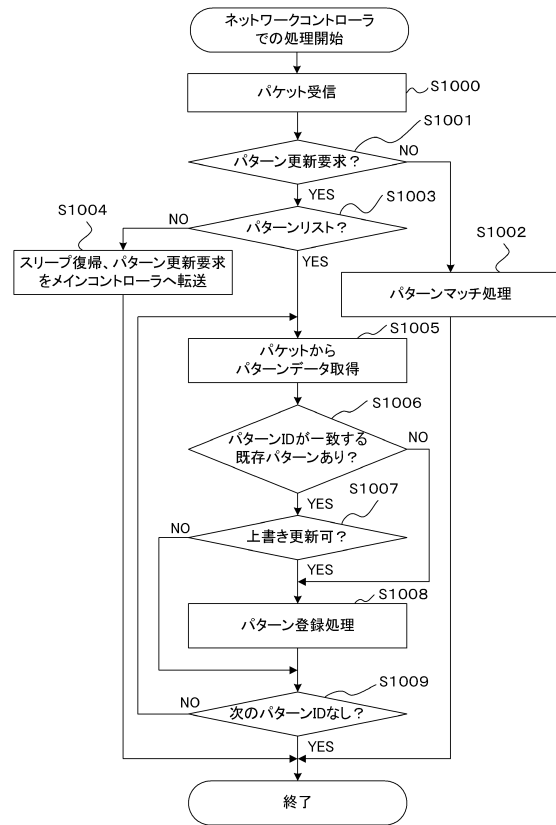 ネットワークコントローラ
での処理開始
パケット受信
S1000
パターン更新要求？
S1001
NO
YES
パターンリスト？
S1003
NO
YES
S1004
スリープ復帰、パターン更新要求
をメインコントローラへ転送
S1002
パターンマッチ処理
パケットから
パターンデータ取得
S1005
パターンIDが一致する
既存パターンあり？
S1006
NO
YES
上書き更新可？
S1007
NO
YES
パターン登録処理
S1008
次のパターンIDなし？
S1009
NO
YES
終了